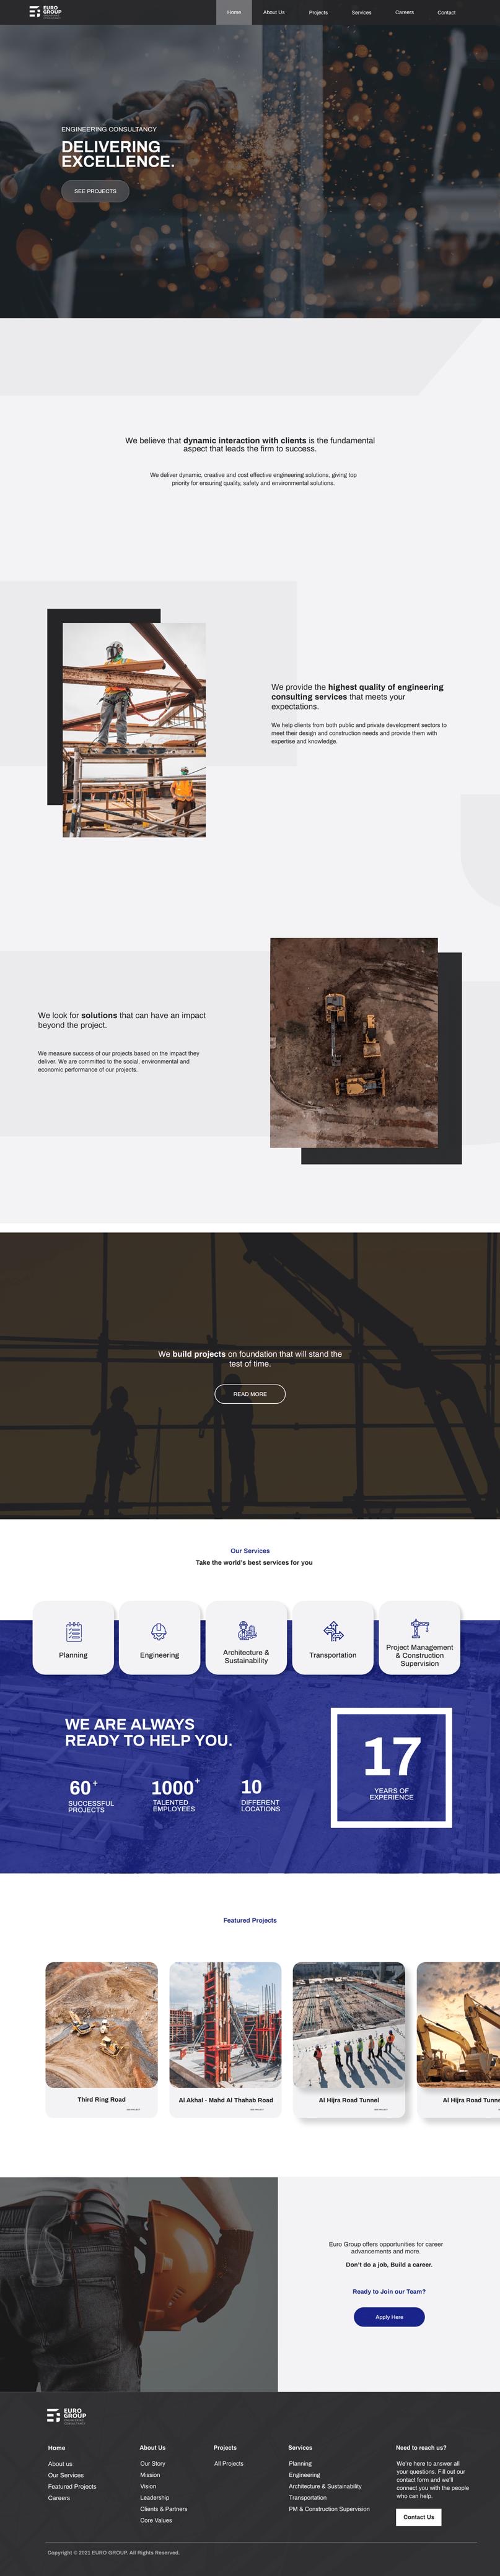 EURO
GROUP
Home
About Us
Projects
Services
Careers
Contact
ENGINEERING CONSULTANCY
DELIVERING
EXCELLENCE.
SEE PROJECTS
We believe that dynamic interaction with clients is the fundamental
aspect that leads the firm to success.
We deliver dynamic, creative and cost effective engineering solutions, giving top
priority for ensuring quality, safety and environmental solutions.
We provide the highest quality of engineering
consulting services that meets your
expectations.
We help clients from both public and private development sectors to
meet their design and construction needs and provide them with
expertise and knowledge.
We look for solutions that can have an impact
beyond the project.
We measure success of our projects based on the impact they
deliver. We are committed to the social, environmental and
economic performance of our projects.
We build projects on foundation that will stand the
test of time.
READ MORE
Our Services
Take the world's best services for you
Planning
Engineering
Architecture &
Sustainability
Transportation
Project Management
& Construction
Supervision
WE ARE ALWAYS
READY TO HELP YOU.
60+
SUCCESSFUL
PROJECTS
1000+
TALENTED
EMPLOYEES
10
DIFFERENT
LOCATIONS
17
YEARS OF
EXPERIENCE
Featured Projects
Third Ring Road
Al Akhal - Mahd Al Thahab Road
Al Hijra Road Tunnel
Al Hijra Road Tunne
Euro Group offers opportunities for career
advancements and more.
Don't do a job, Build a career.
Ready to Join our Team?
Apply Here
EURO
GROUP
ENGINEERING
CONSULTANCY
Home
About us
Our Services
Featured Projects
Careers
About Us
Our Story
Mission
Vision
Leadership
Clients & Partners
Core Values
Projects
All Projects
Services
Planning
Engineering
Architecture & Sustainability
Transportation
PM & Construction Supervision
Need to reach us?
We're here to answer all
your questions. Fill out our
contact form and we'll
connect you with the people
who can help.
Contact Us
Copyright © 2021 EURO GROUP. All Rights Reserved.